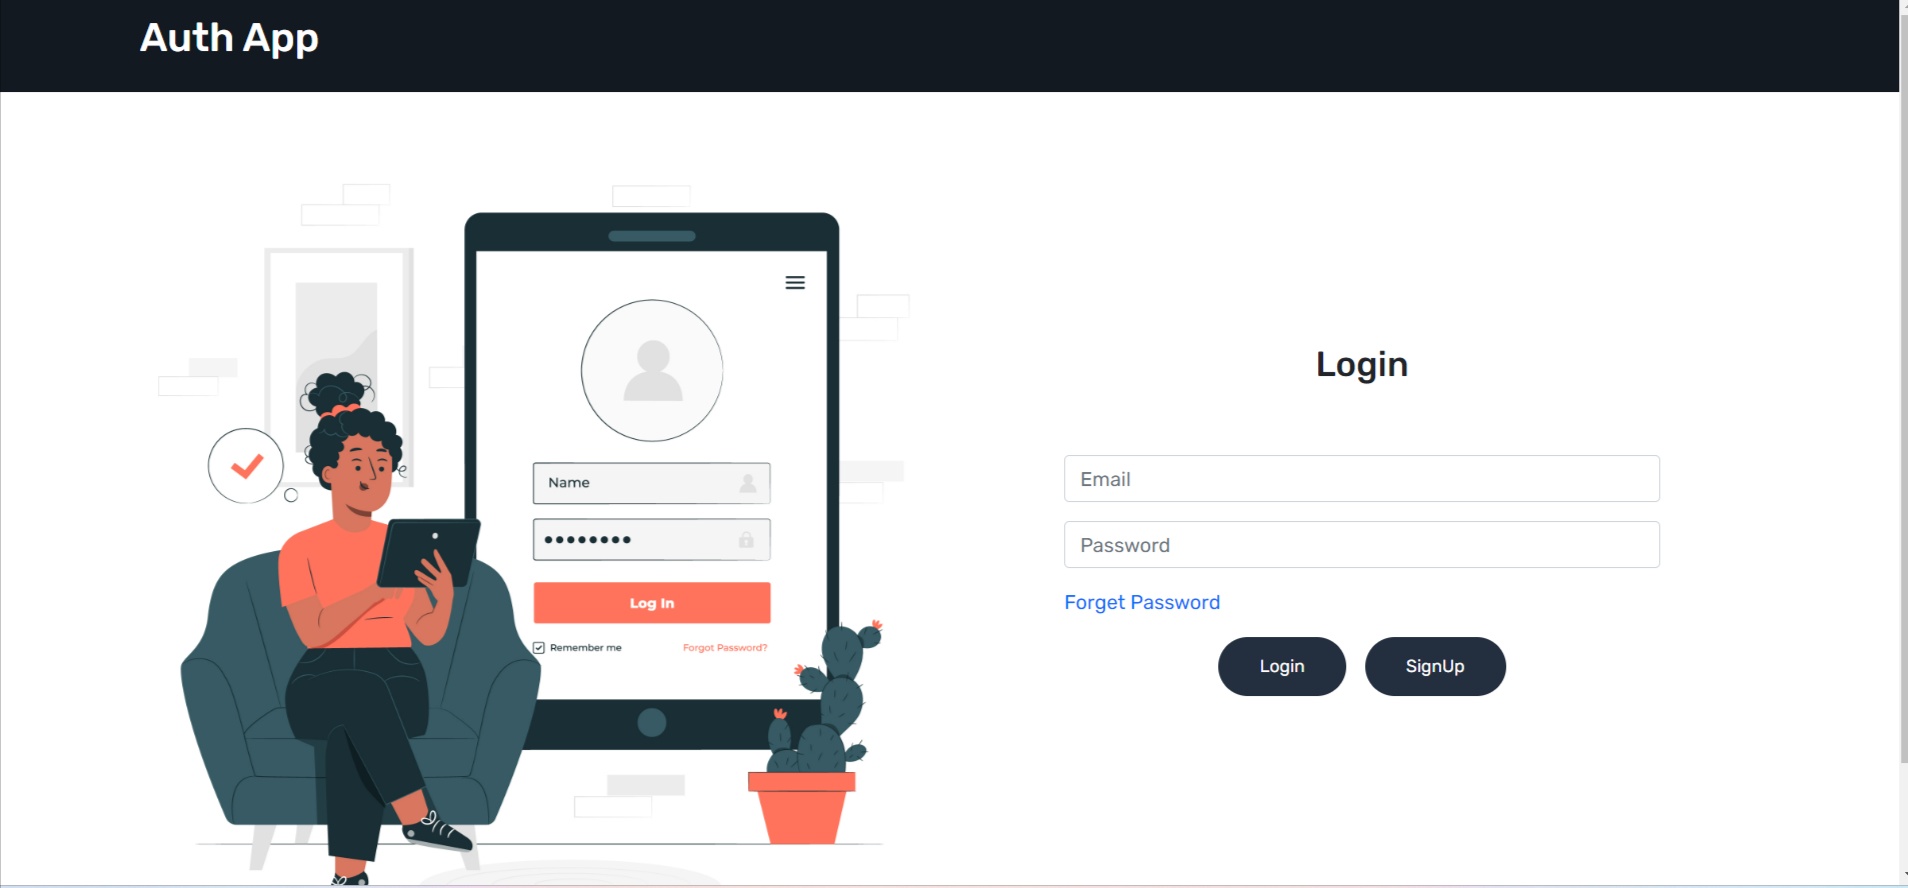 Auth App
Name
••••••••
Log In
Remember me
Forgot Password?
Login
Email
Password
Forget Password
Login
SignUp